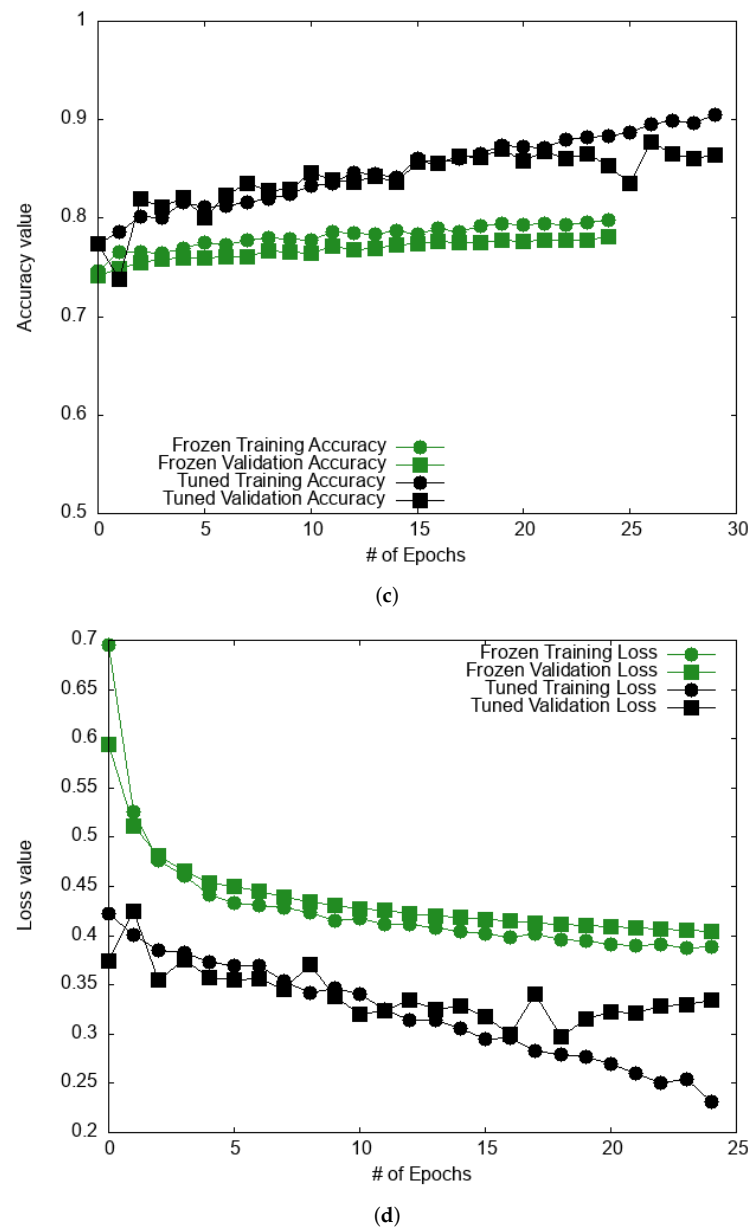 1
0.9
0.8
0.7
0.6
0.5
Accuracy value
Frozen Training Accuracy
Frozen Validation Accuracy
Tuned Training Accuracy
Tuned Validation Accuracy
0 5 10 15 20 25 30
# of Epochs
(c)
0.7
0.65
0.6
0.55
0.5
0.45
0.4
0.35
0.3
0.25
0.2
Loss value
Frozen Training Loss
Frozen Validation Loss
Tuned Training Loss
Tuned Validation Loss
0 5 10 15 20 25
# of Epochs
(d)